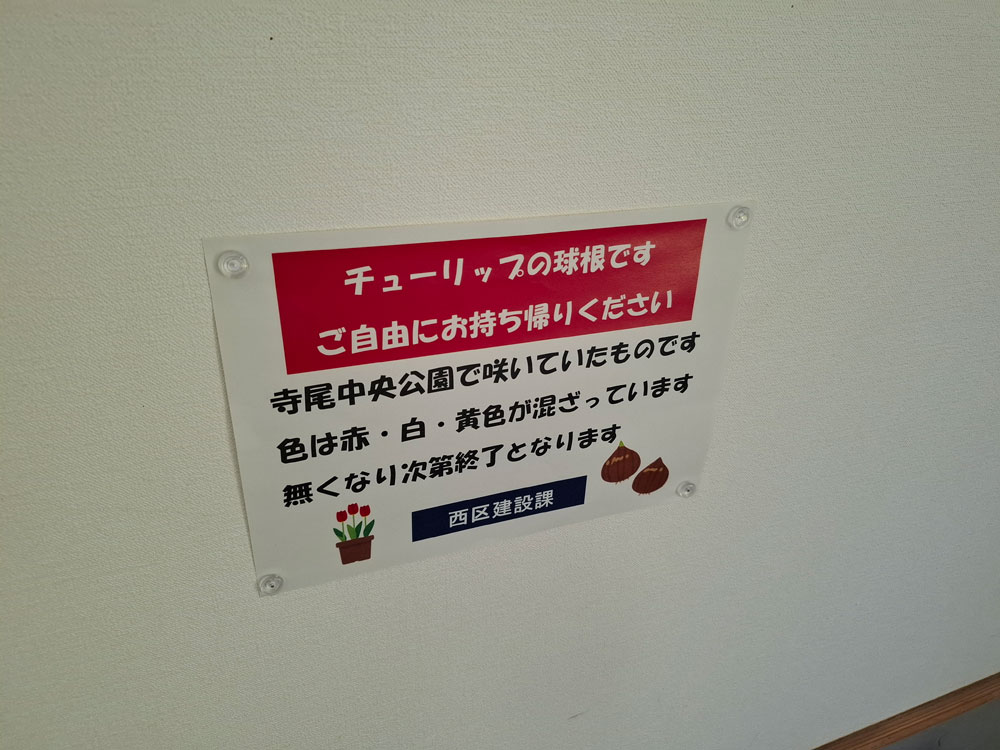 チューリップの球根です
ご自由にお持ち帰りください
寺尾中央公園で咲いていたものです
色は赤・白・黄色が混ざっています
無くなり次第終了となります
西区建設課